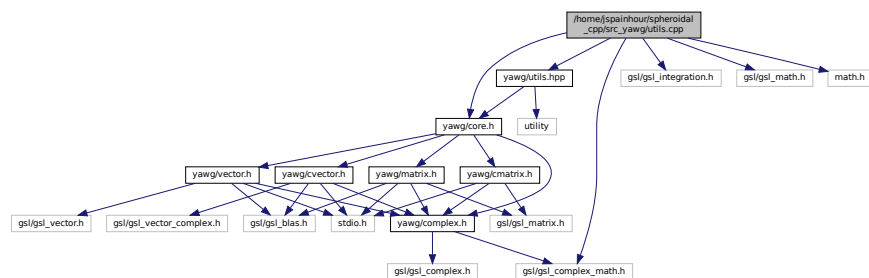 /home/jspainhour/spheroidal
_cpp/src_yawg/utils.cpp
yawg/utils.hpp
gsl/gsl_integration.h
gsl/gsl_math.h
math.h
yawg/core.h
utility
yawg/vector.h
yawg/cvector.h
yawg/matrix.h
yawg/cmatrix.h
gsl/gsl_vector.h
gsl/gsl_vector_complex.h
gsl/gsl_blas.h
stdio.h
yawg/complex.h
gsl/gsl_matrix.h
gsl/gsl_complex.h
gsl/gsl_complex_math.h